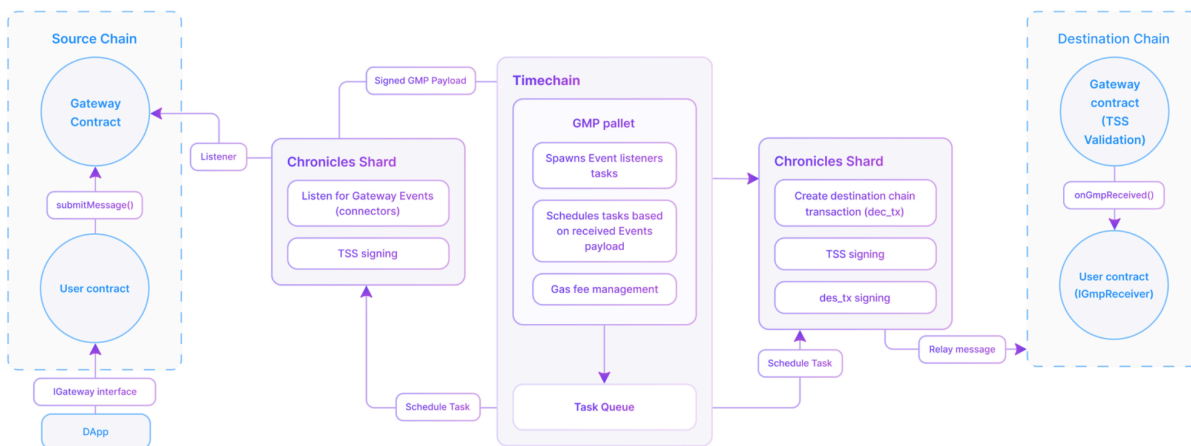 Source Chain
Gateway
Contract
submitMessage()
User contract
IGateway interface
DApp
Listener
Signed GMP Payload
Chronicles Shard
Listen for Gateway Events
(connectors)
TSS signing
Schedule Task
Timechain
GMP pallet
Spawns Event listeners
tasks
Schedules tasks based
on received Events
payload
Gas fee management
Task Queue
Chronicles Shard
Create destination chain
transaction (dec_tx)
TSS signing
des_tx signing
Schedule Task
Relay message
Destination Chain
Gateway
contract
(TSS
Validation)
onGmpReceived()
User contract
(IGmpReceiver)